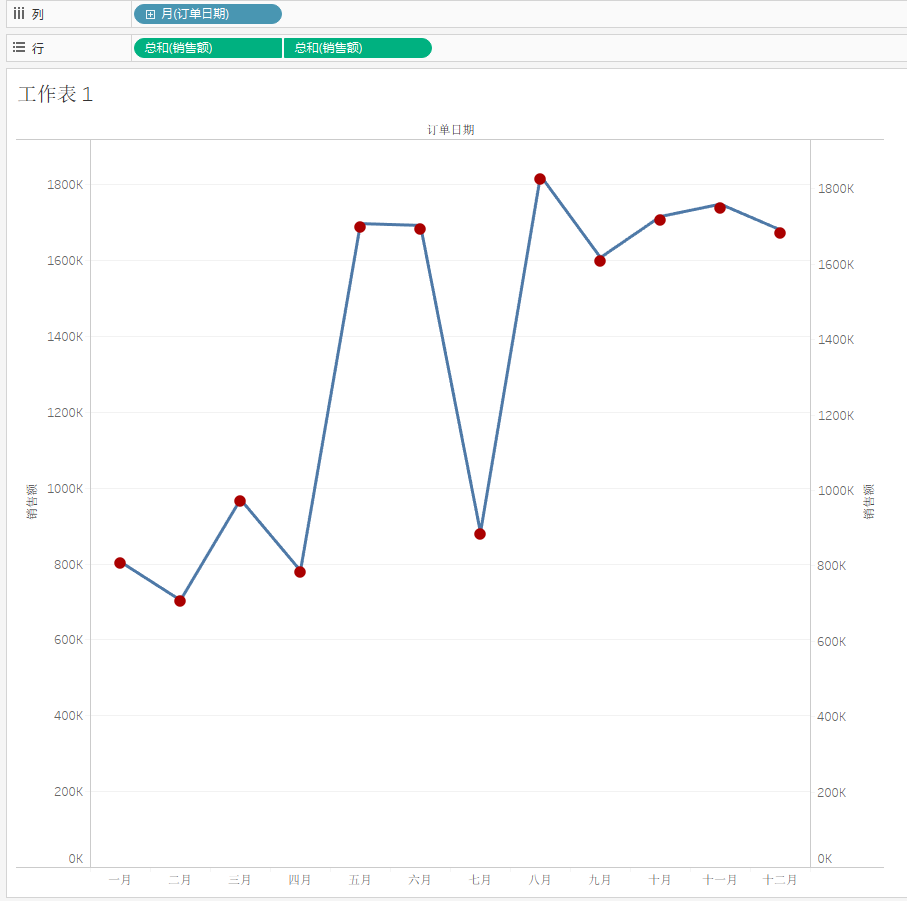 列 月(订单日期)
行 总和(销售额) 总和(销售额)
工作表 1
订单日期
1800K 1800K
1600K 1600K
1400K 1400K
1200K 1200K
1000K 1000K
销售额 销售额
800K 800K
600K 600K
400K 400K
200K 200K
0K 0K
一月 二月 三月 四月 五月 六月 七月 八月 九月 十月 十一月 十二月